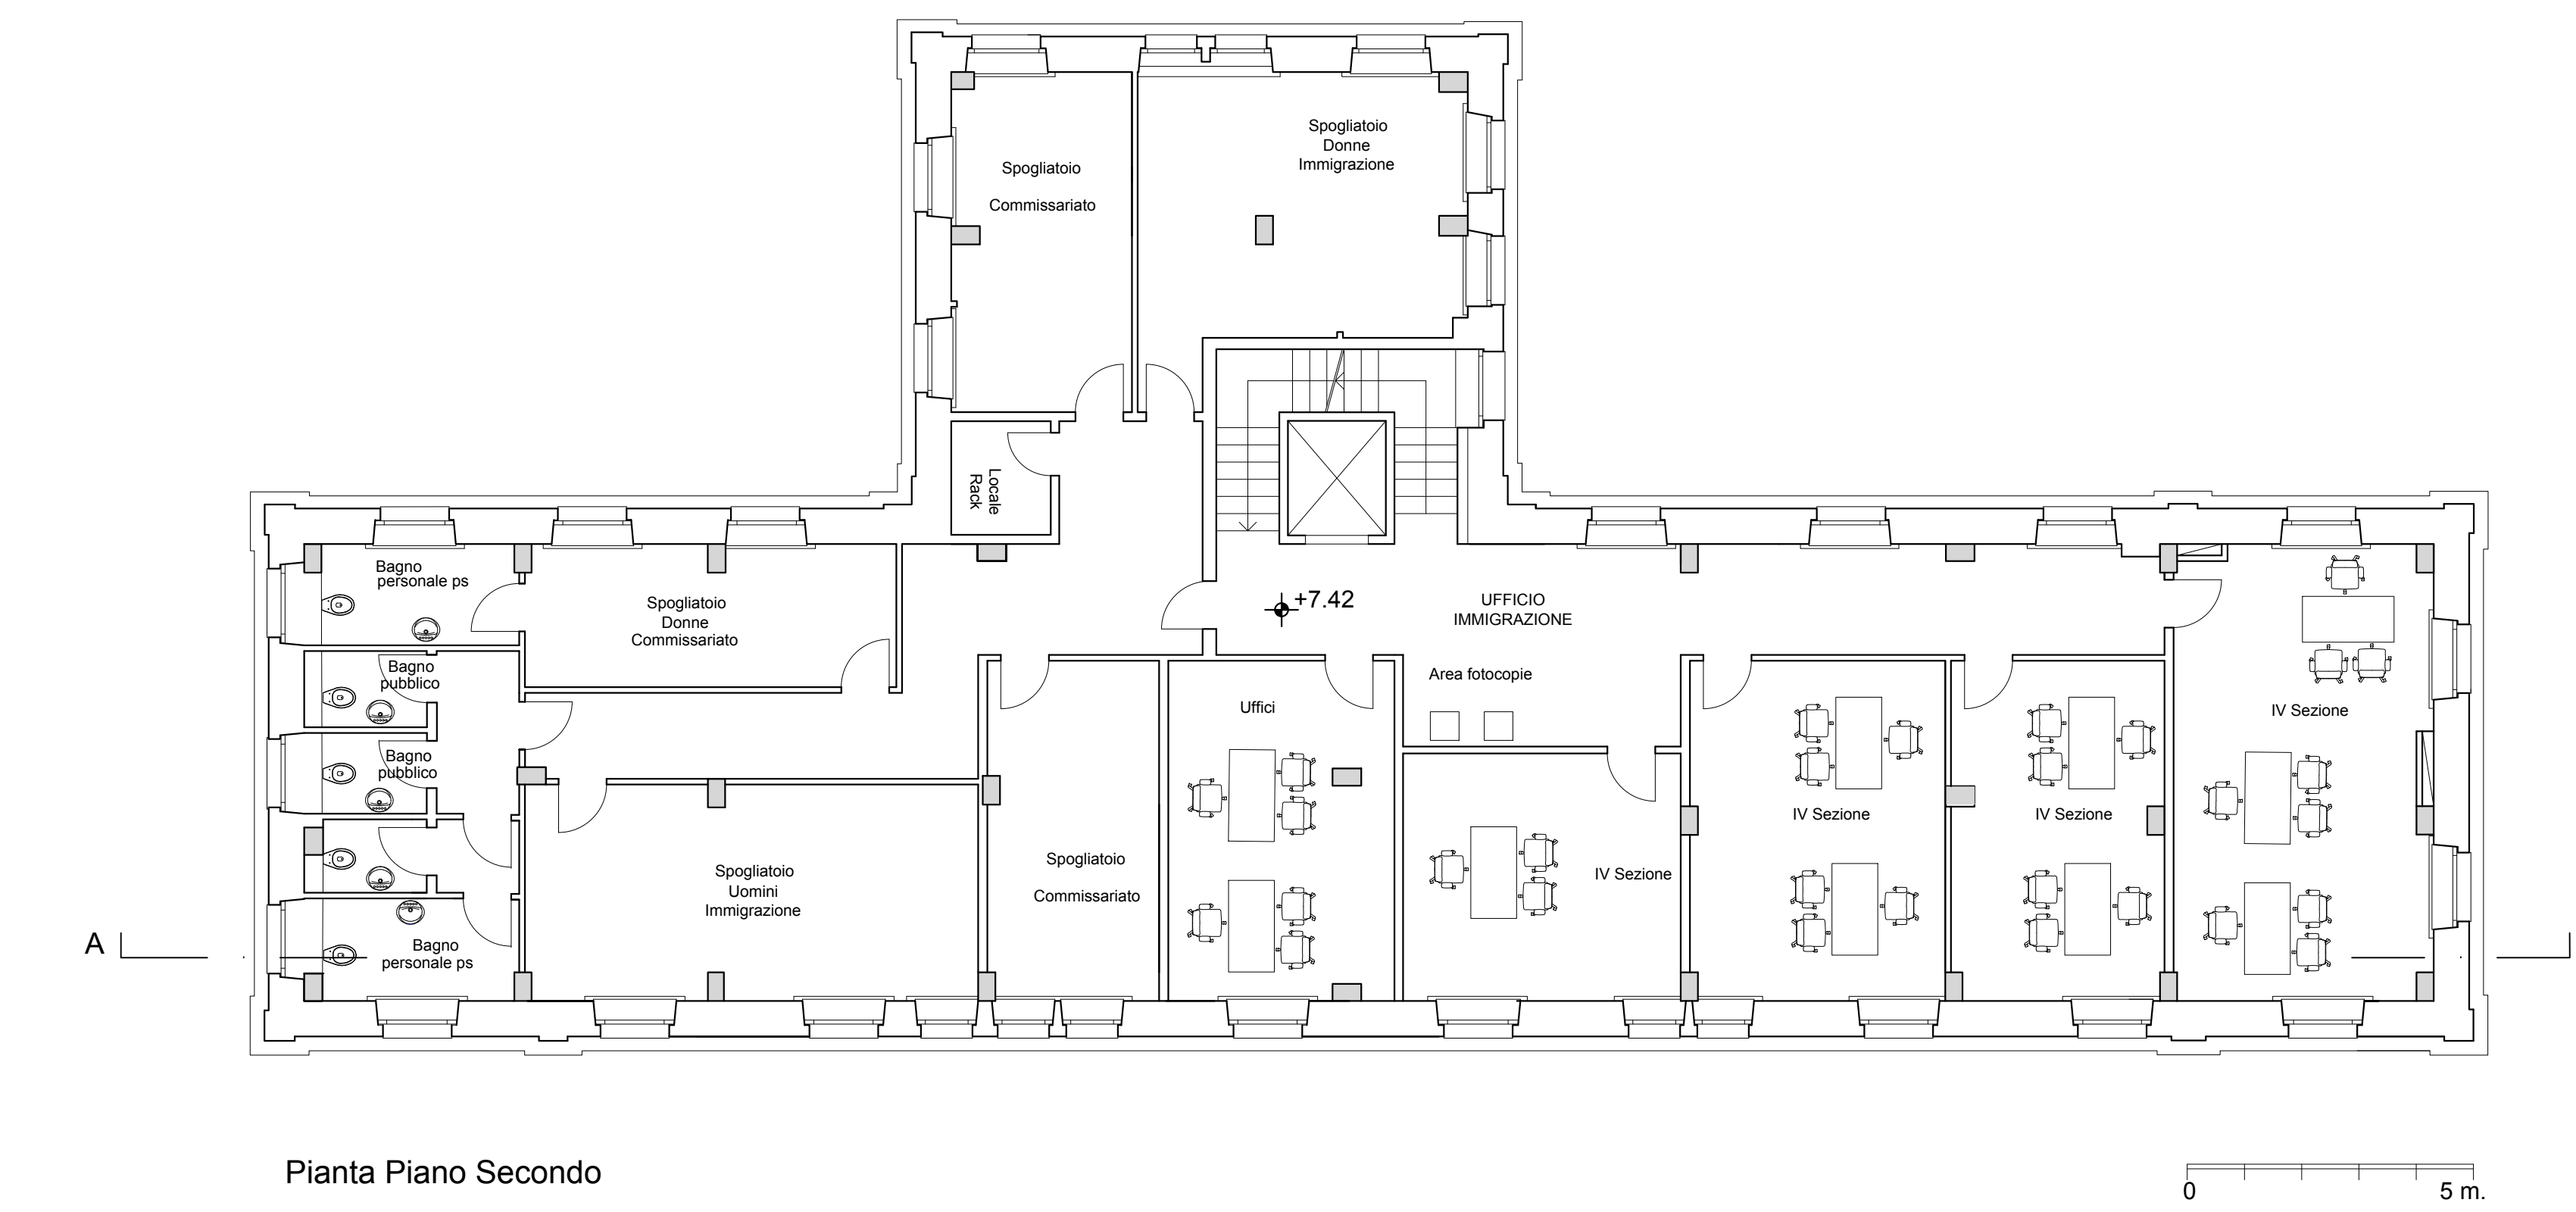 Spogliatoio
Commissariato
Spogliatoio
Donne
Immigrazione
Locale
Rack
Bagno
personale ps
Spogliatoio
Donne
Commissariato
+7.42
UFFICIO
IMMIGRAZIONE
Bagno
pubblico
Area fotocopie
Uffici
IV Sezione
Bagno
pubblico
IV Sezione
IV Sezione
Spogliatoio
Uomini
Immigrazione
Spogliatoio
Commissariato
IV Sezione
Bagno
personale ps
A
Pianta Piano Secondo
0
5 m.